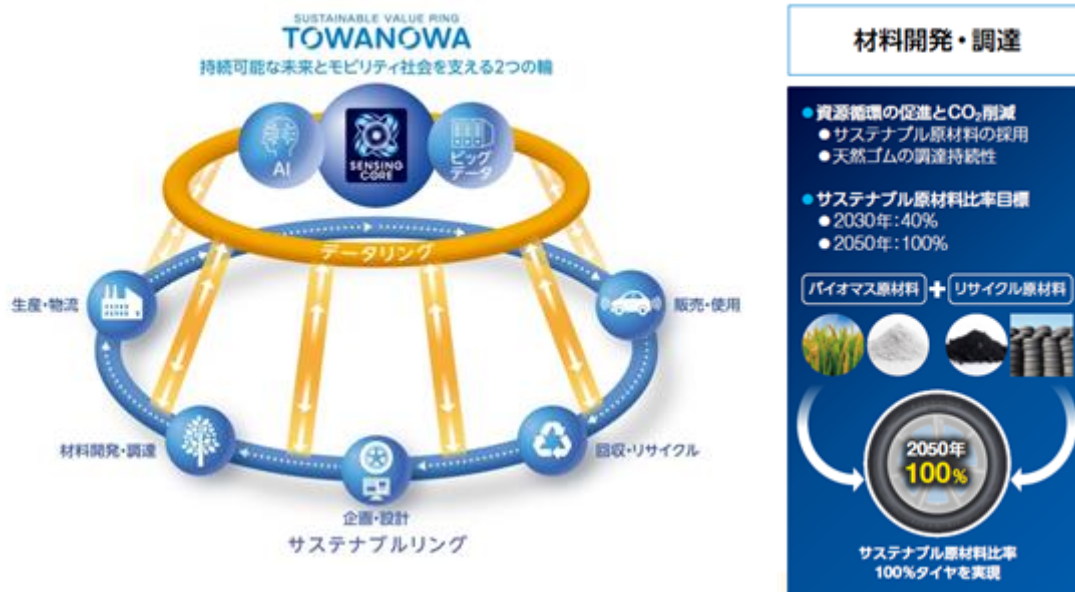 SUSTAINABLE VALUE RING
TOWANOWA
持続可能な未来とモビリティ社会を支える2つの輪
AI
SENSING
CORE
ビッグ
データ
データリング
生産・物流
販売・使用
材料開発・調達
回収・リサイクル
企画・設計
サステナブルリング
材料開発・調達
●資源循環の促進とCO₂削減
●サステナブル原材料の採用
●天然ゴムの調達持続性
●サステナブル原材料比率目標
●2030年:40%
●2050年:100%
バイオマス原材料 + リサイクル原材料
2050年
100%
サステナブル原材料比率
100%タイヤを実現